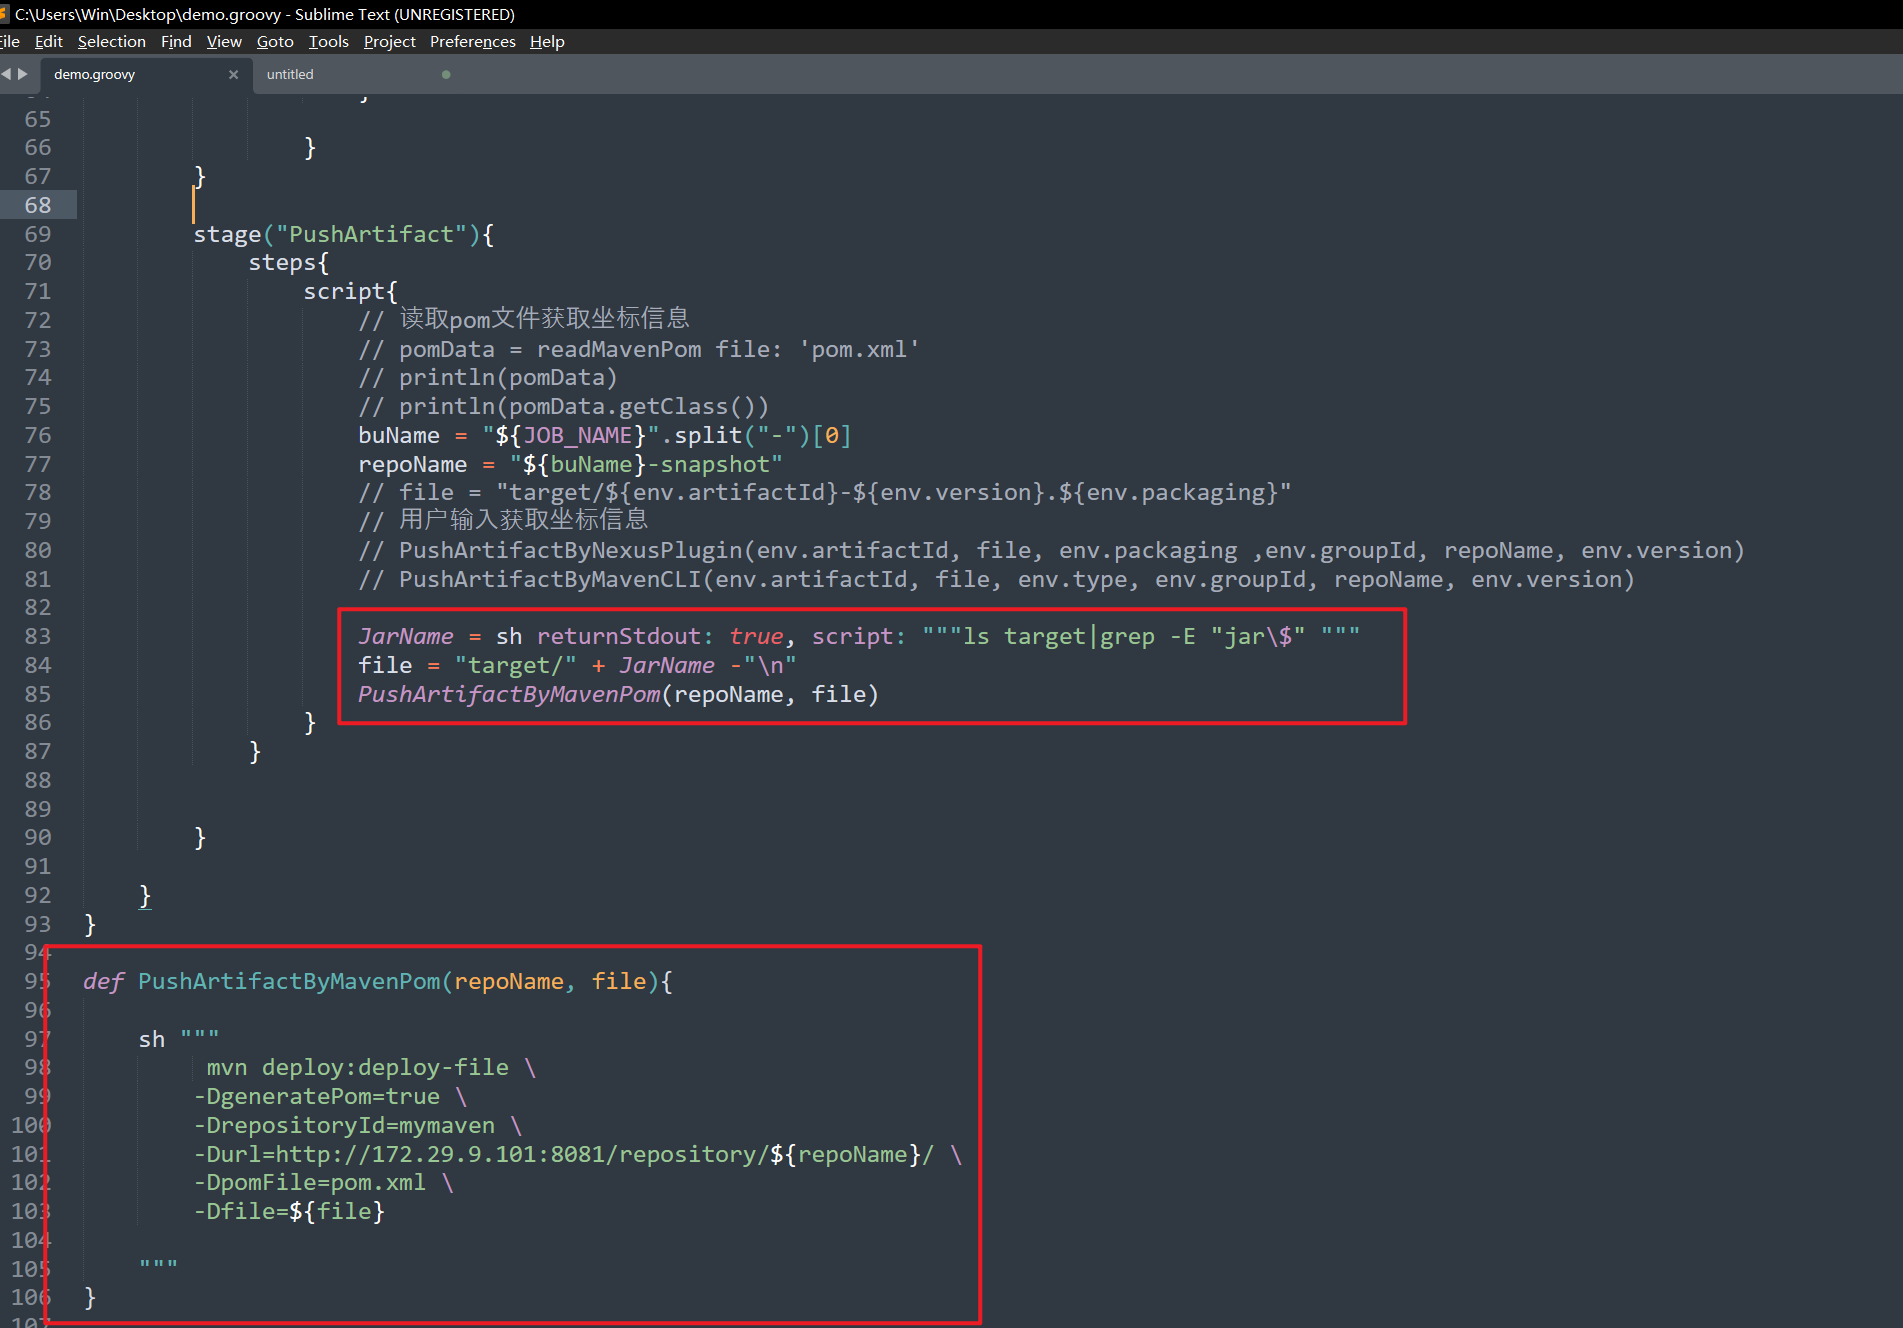 C:\Users\Win\Desktop\demo.groovy - Sublime Text (UNREGISTERED)
File Edit Selection Find View Goto Tools Project Preferences Help
demo.groovy × untitled
65
66 }
67 }
68
69 stage("PushArtifact"){
70 steps{
71 script{
72 // 读取pom文件获取坐标信息
73 // pomData = readMavenPom file: 'pom.xml'
74 // println(pomData)
75 // println(pomData.getClass())
76 buName = "${JOB_NAME}".split("-")[0]
77 repoName = "${buName}-snapshot"
78 // file = "target/${env.artifactId}-${env.version}.${env.packaging}"
79 // 用户输入获取坐标信息
80 // PushArtifactByNexusPlugin(env.artifactId, file, env.packaging ,env.groupId, repoName, env.version)
81 // PushArtifactByMavenCLI(env.artifactId, file, env.type, env.groupId, repoName, env.version)
82
83 JarName = sh returnStdout: true, script: """ls target|grep -E "jar\$" """
84 file = "target/" + JarName -"\n"
85 PushArtifactByMavenPom(repoName, file)
86 }
87 }
88
89
90 }
91
92 }
93 }
94
95 def PushArtifactByMavenPom(repoName, file){
96
97 sh """
98 mvn deploy:deploy-file \
99 -DgeneratePom=true \
100 -DrepositoryId=mymaven \
101 -Durl=http://172.29.9.101:8081/repository/${repoName}/ \
102 -DpomFile=pom.xml \
103 -Dfile=${file}
104
105 """
106 }
107